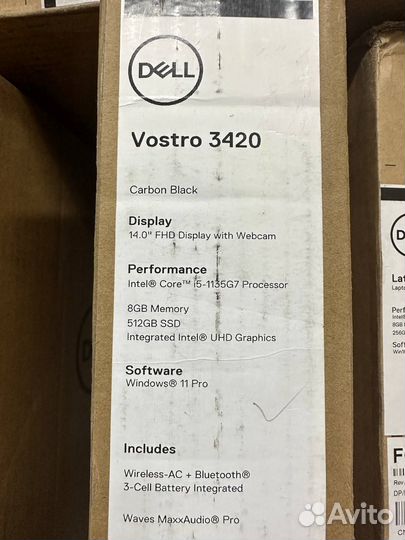 DELL
Vostro 3420
Carbon Black
Display
14.0" FHD Display with Webcam
Performance
Intel® Core™ i5-1135G7 Processor
8GB Memory
512GB SSD
Integrated Intel® UHD Graphics
Software
Windows® 11 Pro
Includes
Wireless-AC + Bluetooth®
3-Cell Battery Integrated
Waves MaxxAudio® Pro
Avito